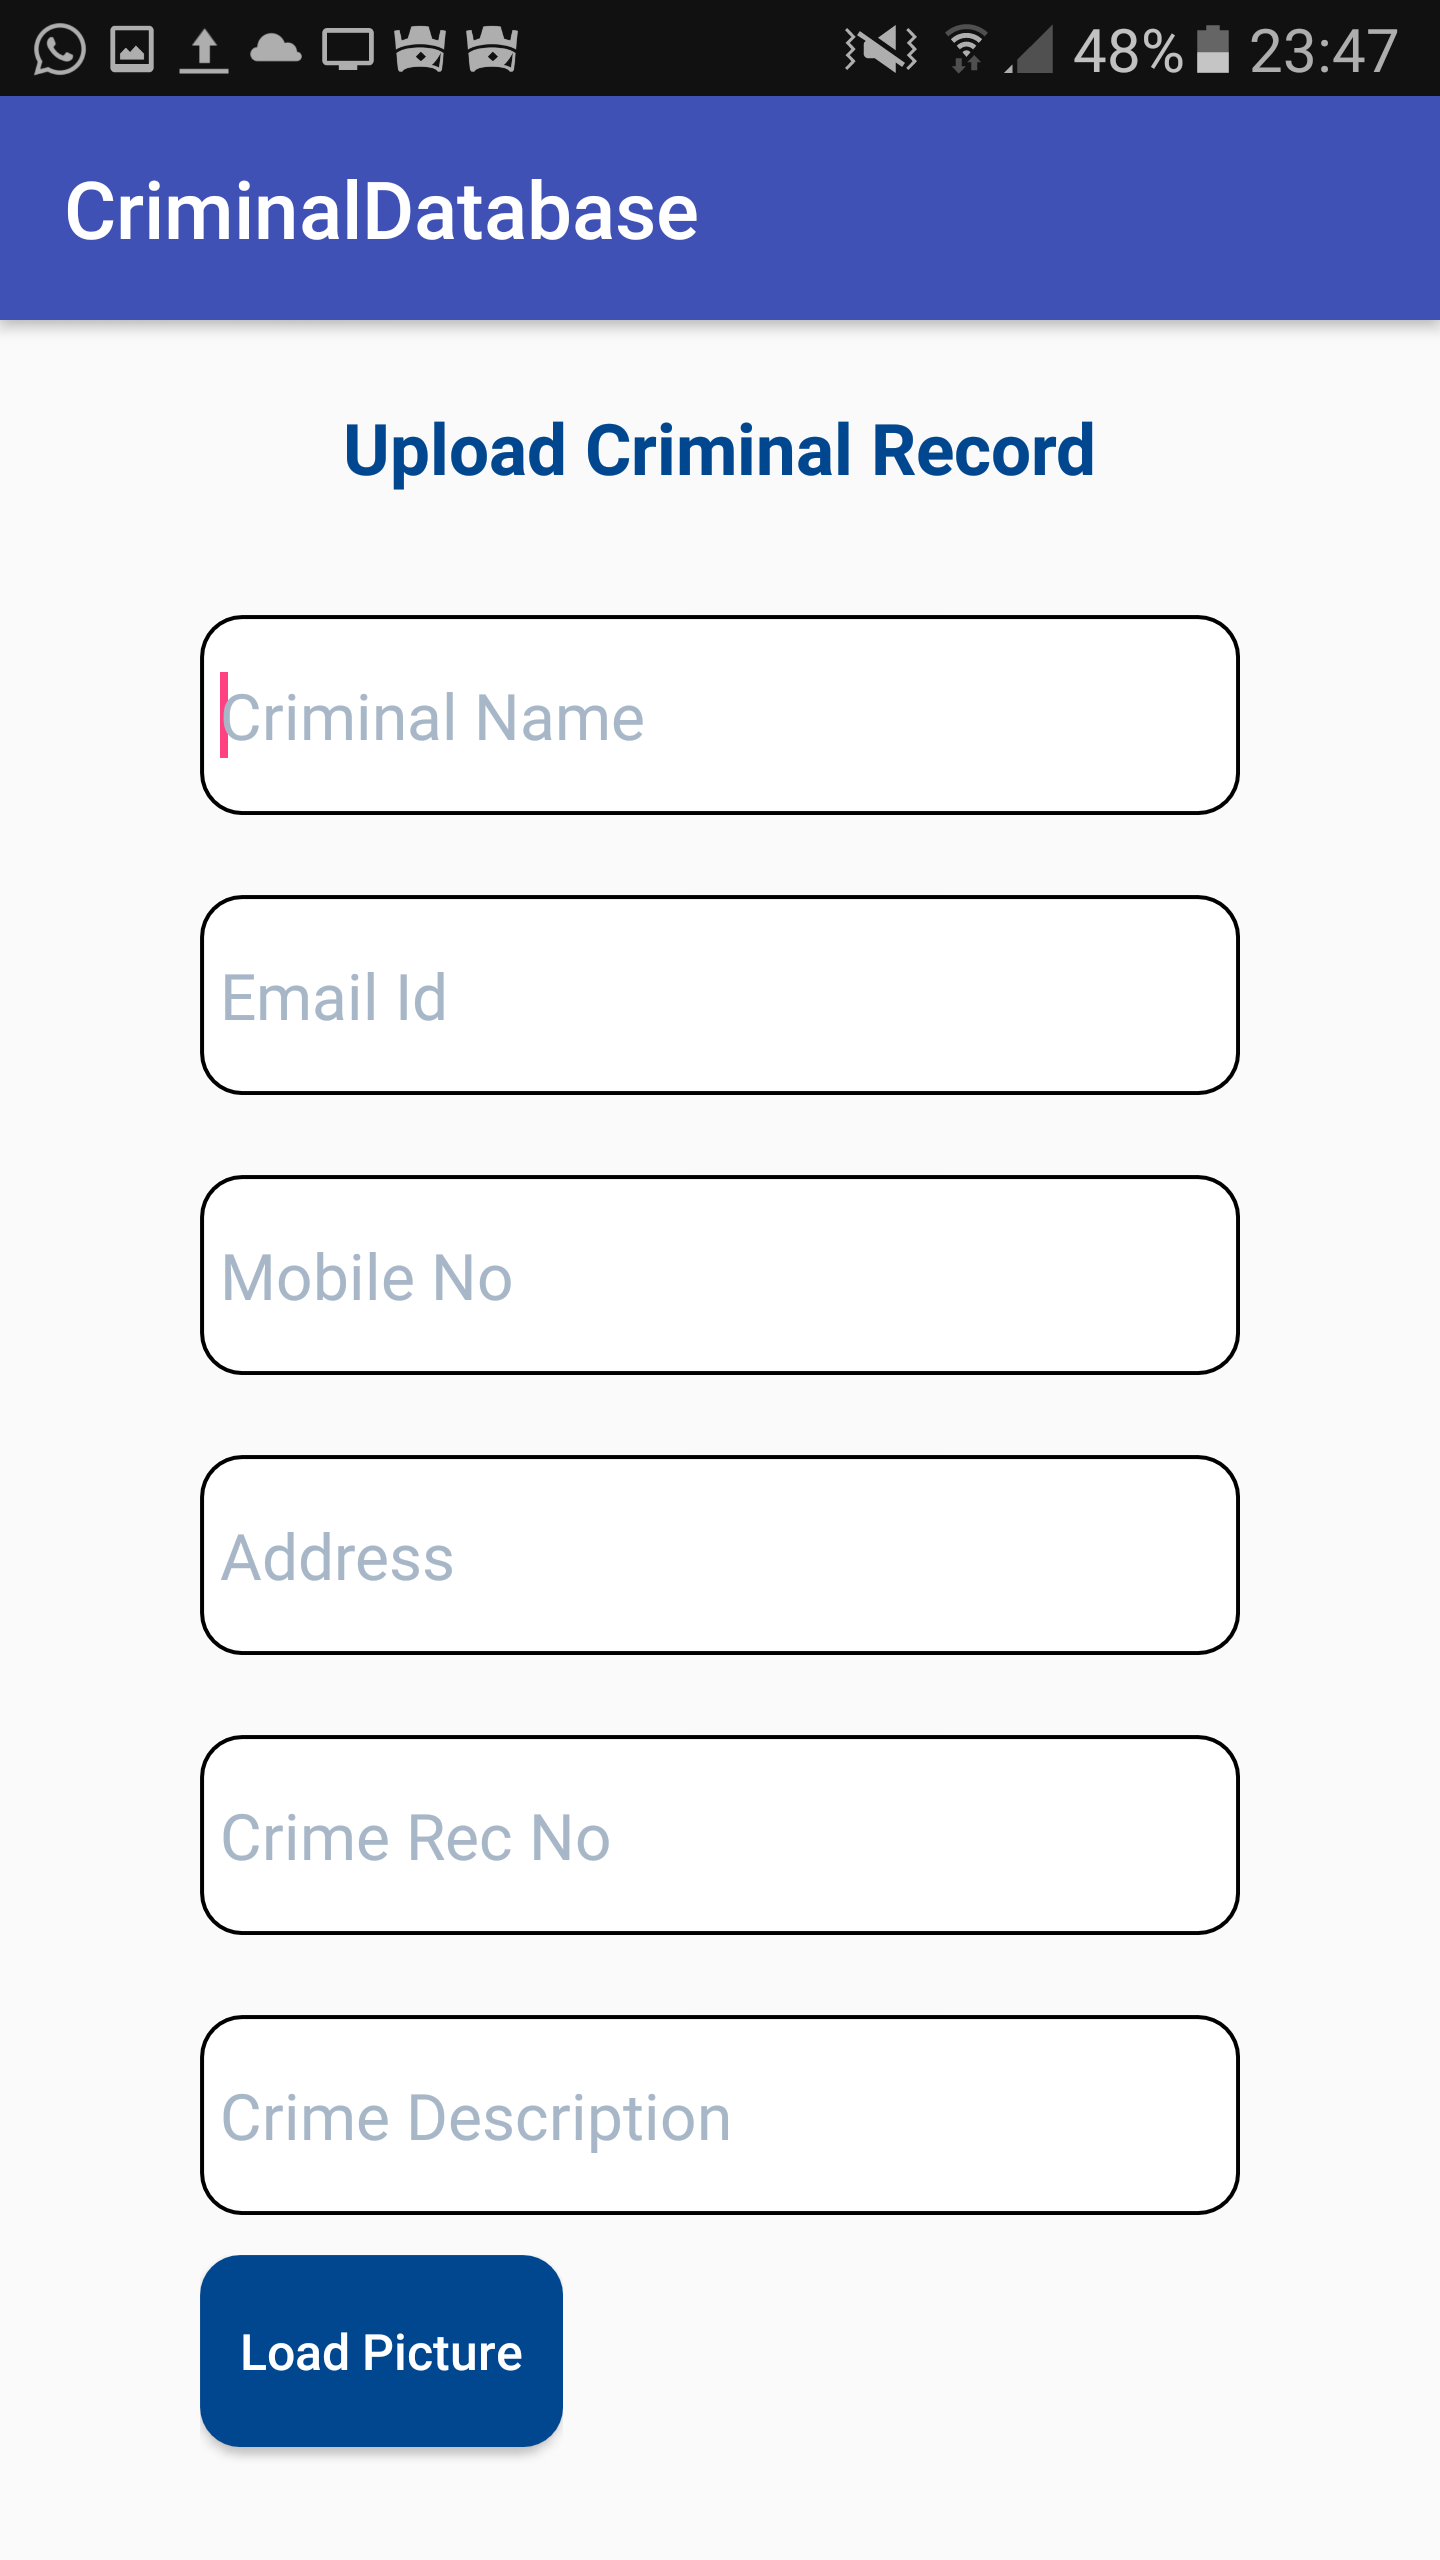 48% 23:47
CriminalDatabase
Upload Criminal Record
Criminal Name
Email Id
Mobile No
Address
Crime Rec No
Crime Description
Load Picture